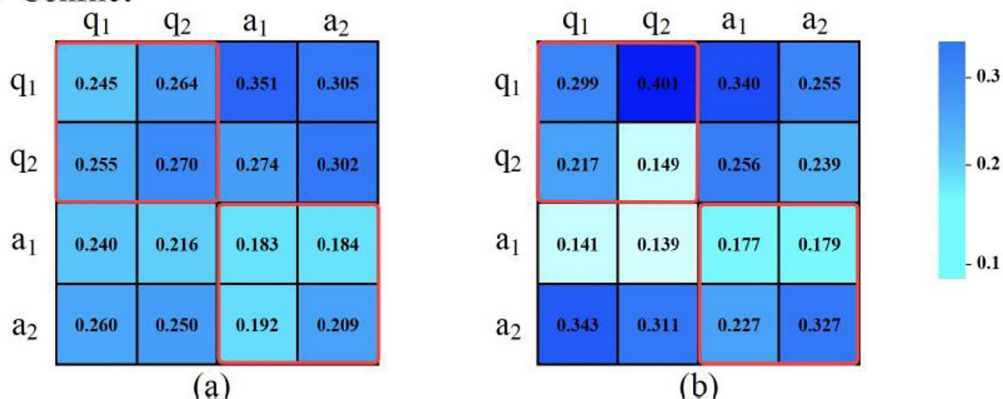 q1 q2 a1 a2 q1 q2 a1 a2
q1 0.245 0.264 0.351 0.305 q1 0.299 0.401 0.340 0.255 - 0.3
q2 0.255 0.270 0.274 0.302 q2 0.217 0.149 0.256 0.239 - 0.2
a1 0.240 0.216 0.183 0.184 a1 0.141 0.139 0.177 0.179 - 0.1
a2 0.260 0.250 0.192 0.209 a2 0.343 0.311 0.227 0.327
(a) (b)